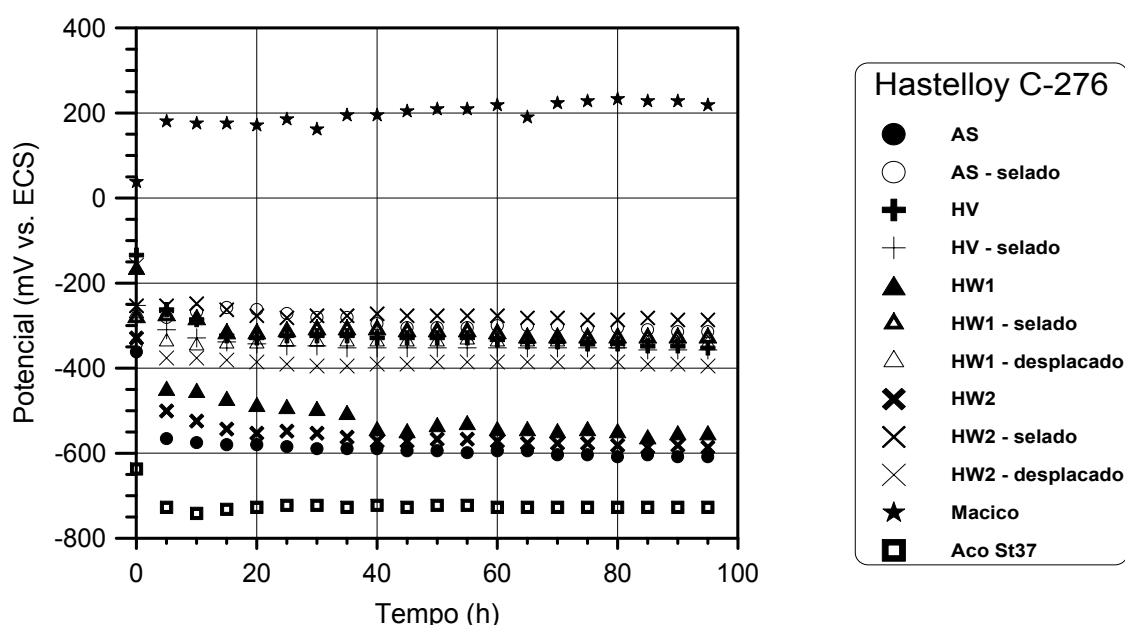 400
200
0
-200
-400
-600
-800
Potencial (mV vs. ECS)
0
20
40
60
80
100
Tempo (h)
Hastelloy C-276
AS
AS - selado
HV
HV - selado
HW1
HW1 - selado
HW1 - desplacado
HW2
HW2 - selado
HW2 - desplacado
Macico
Aco St37